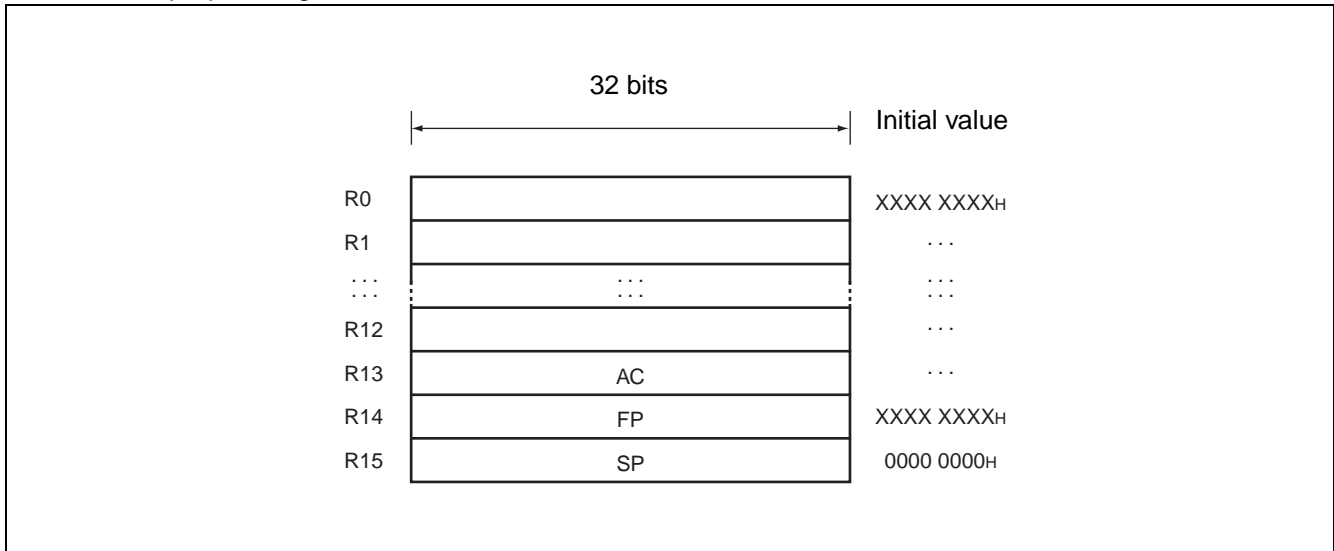 32 bits
Initial value
R0 XXXX XXXXH
R1 ...
... ... ...
... ... ...
R12 ...
R13 AC ...
R14 FP XXXX XXXXH
R15 SP 0000 0000H